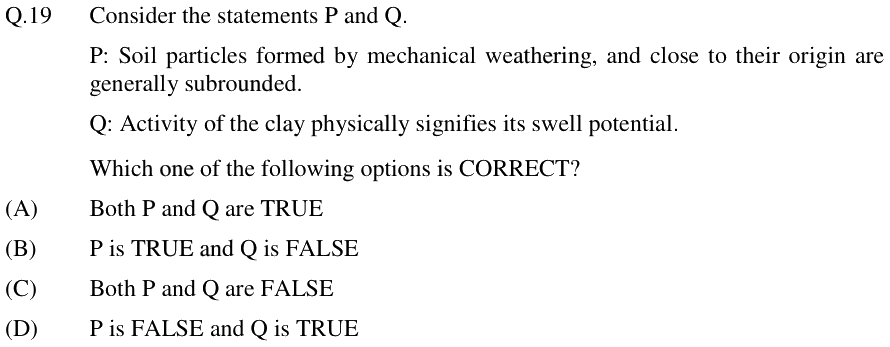 Q.19 Consider the statements P and Q.
P: Soil particles formed by mechanical weathering, and close to their origin are
generally subrounded.
Q: Activity of the clay physically signifies its swell potential.
Which one of the following options is CORRECT?
(A) Both P and Q are TRUE
(B) P is TRUE and Q is FALSE
(C) Both P and Q are FALSE
(D) P is FALSE and Q is TRUE